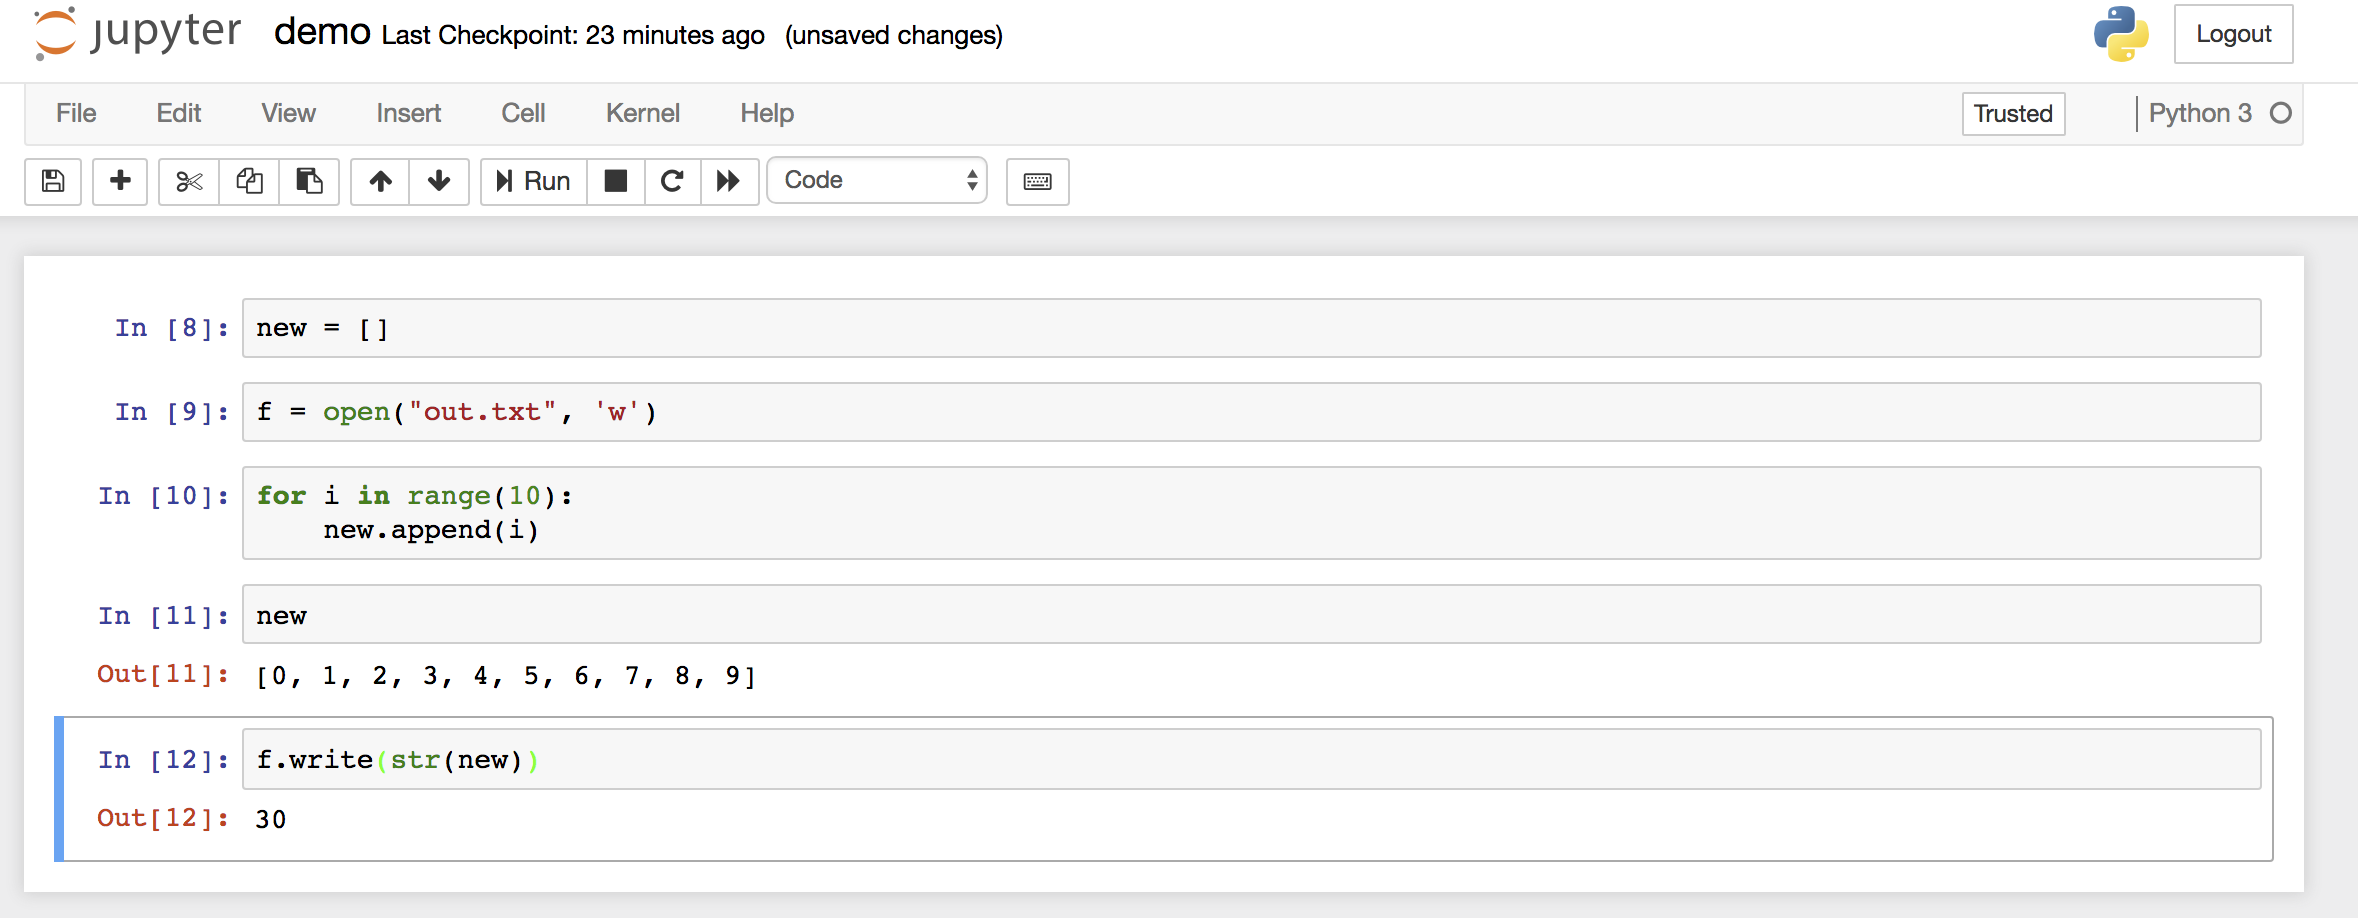 jupyter demo Last Checkpoint: 23 minutes ago (unsaved changes) Logout
File Edit View Insert Cell Kernel Help Trusted Python 3
Run Code
In [8]: new = []
In [9]: f = open("out.txt", 'w')
In [10]: for i in range(10):
    new.append(i)
In [11]: new
Out[11]: [0, 1, 2, 3, 4, 5, 6, 7, 8, 9]
In [12]: f.write(str(new))
Out[12]: 30